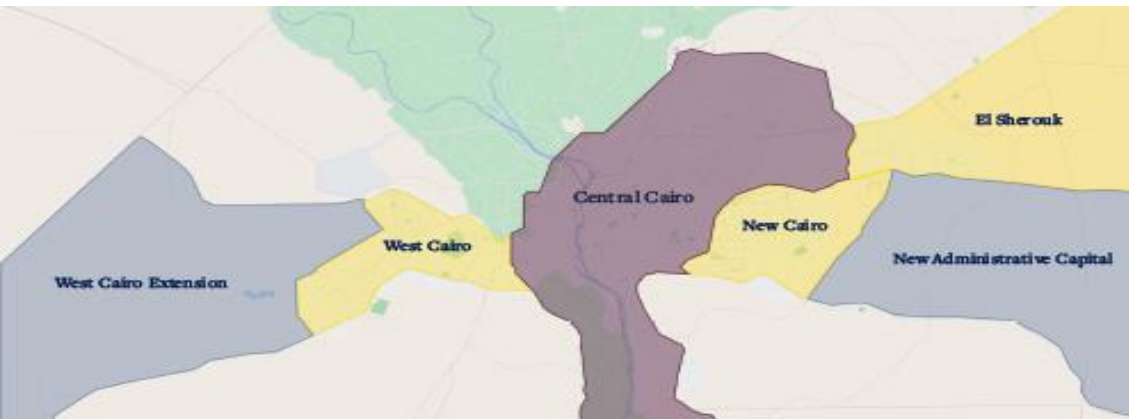 El Sherouk
Central Cairo
New Cairo
West Cairo
New Administrative Capital
West Cairo Extension